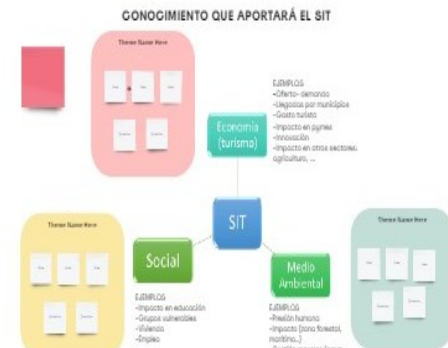 CONOCIMIENTO QUE APORTARÁ EL SIT
Theme Name Here
EJEMPLOS
-Oferta- demanda
-Llegadas por municipios
-Gasto turista
-Impacto en pymes
-Innovación
-Impacto en otros sectores:
agricultura, ...
Economía
(turismo)
SIT
Theme Name Here
Theme Name Here
Social
Medio
Ambiental
EJEMPLOS
-Impacto en educación
-Grupos vulnerables
-Vivienda
-Empleo
EJEMPLOS
-Presión humana
-Impacto (zona forestal,
marítima...)